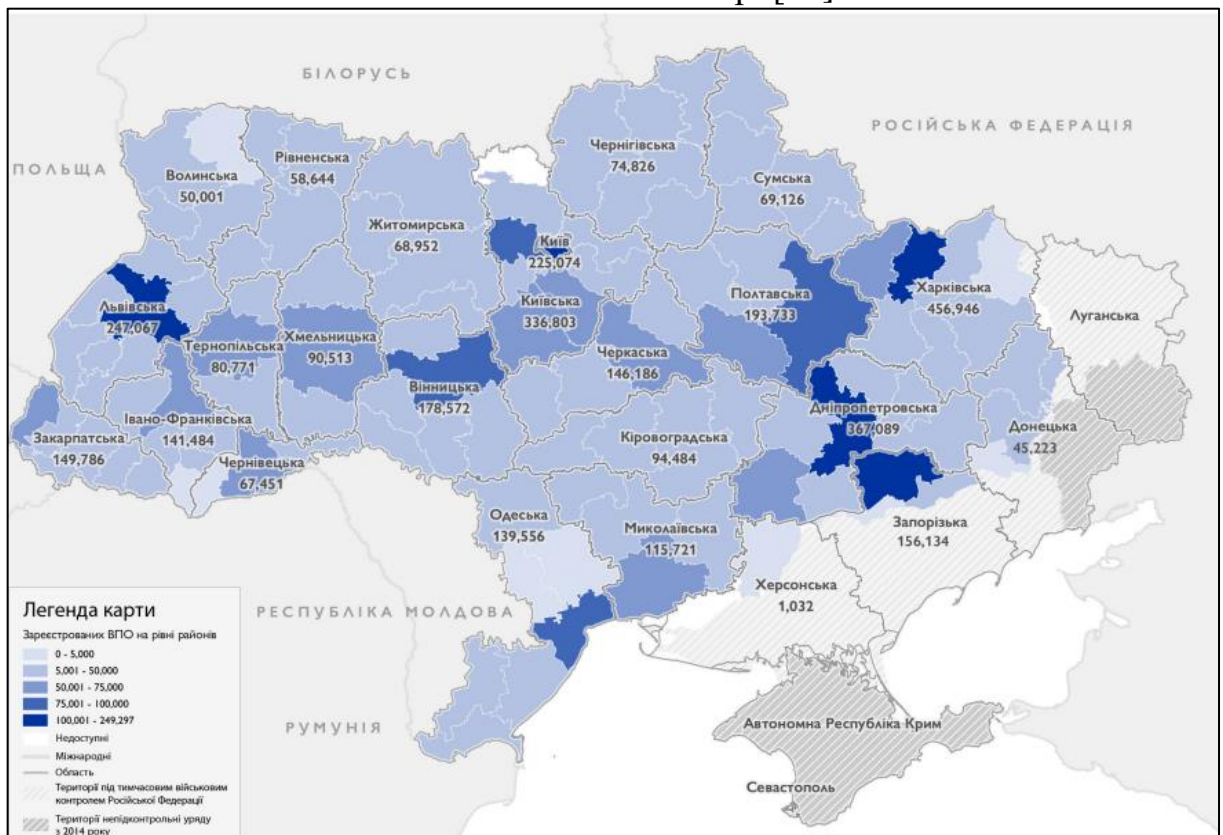 БІЛОРУСЬ
РОСІЙСЬКА ФЕДЕРАЦІЯ
ПОЛЬЩА
Волинська
50,001
Рівненська
58,644
Житомирська
68,952
Чернігівська
74,826
Сумська
69,126
Київ
225,074
Київська
336,803
Львівська
247,067
Тернопільська
80,771
Хмельницька
90,513
Вінницька
178,572
Черкаська
146,186
Полтавська
193,733
Харківська
456,946
Луганська
Закарпатська
149,786
Івано-Франківська
141,484
Чернівецька
67,451
Кіровоградська
94,484
Дніпропетровська
367,089
Донецька
45,223
Одеська
139,556
Миколаївська
115,721
Запорізька
156,134
Херсонська
1,032
РЕСПУБЛІКА МОЛДОВА
РУМУНІЯ
Автономна Республіка Крим
Севастополь
Легенда карти
Зареєстрованих ВПО на рівні районів
0 - 5,000
5,001 - 50,000
50,001 - 75,000
75,001 - 100,000
100,001 - 249,297
Недоступні
Міжнародні
Область
Території під тимчасовим військовим
контролем Російської Федерації
Території непідконтрольні уряду
з 2014 року